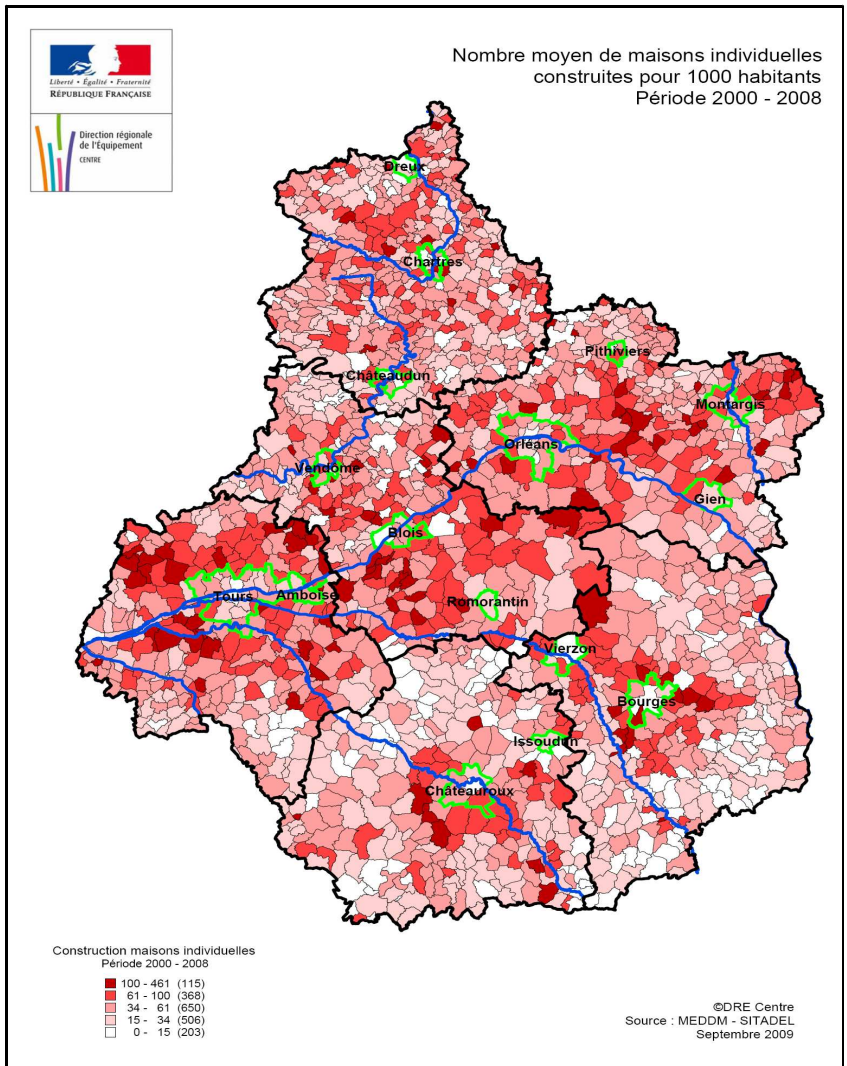 Liberté • Égalité • Fraternité
RÉPUBLIQUE FRANÇAISE
Direction régionale
de l'Équipement
CENTRE
Nombre moyen de maisons individuelles
construites pour 1000 habitants
Période 2000 - 2008
Dreux
Chartres
Pithiviers
Châteaudun
Montargis
Orléans
Vendôme
Gien
Blois
Tours
Amboise
Romorantin
Vierzon
Bourges
Issoudun
Châteauroux
Construction maisons individuelles
Période 2000 - 2008
100 - 461 (115)
61 - 100 (368)
34 - 61 (650)
15 - 34 (506)
0 - 15 (203)
©DRE Centre
Source : MEDDM - SITADEL
Septembre 2009